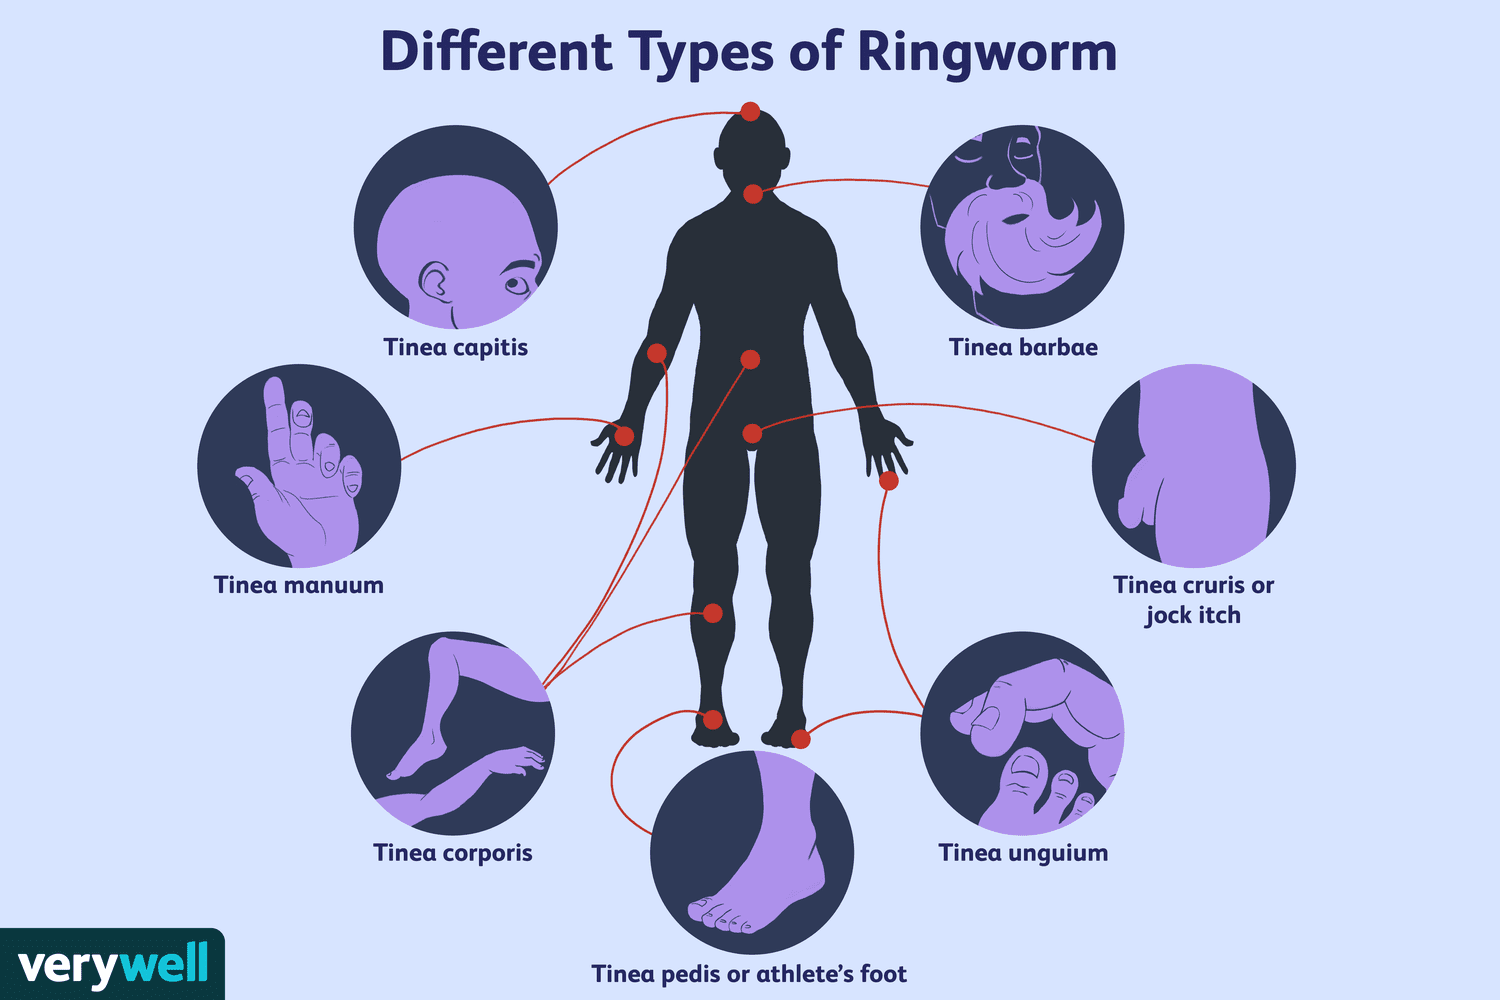 Different Types of Ringworm
Tinea capitis
Tinea barbae
Tinea manuum
Tinea cruris or
jock itch
Tinea corporis
Tinea unguium
Tinea pedis or athlete's foot
verywell